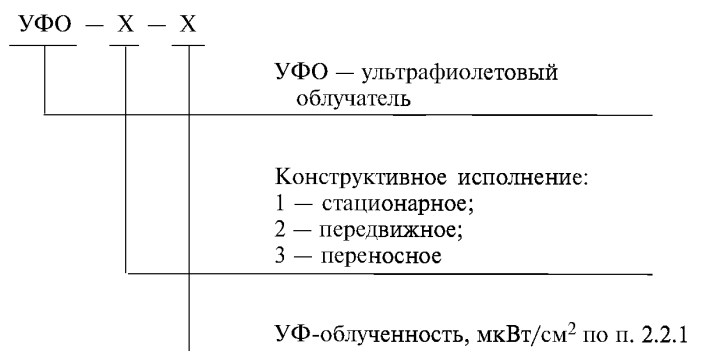 УФО — Х — Х
УФО — ультрафиолетовый
облучатель
Конструктивное исполнение:
1 — стационарное;
2 — передвижное;
3 — переносное
УФ-облученность, мкВт/см² по п. 2.2.1